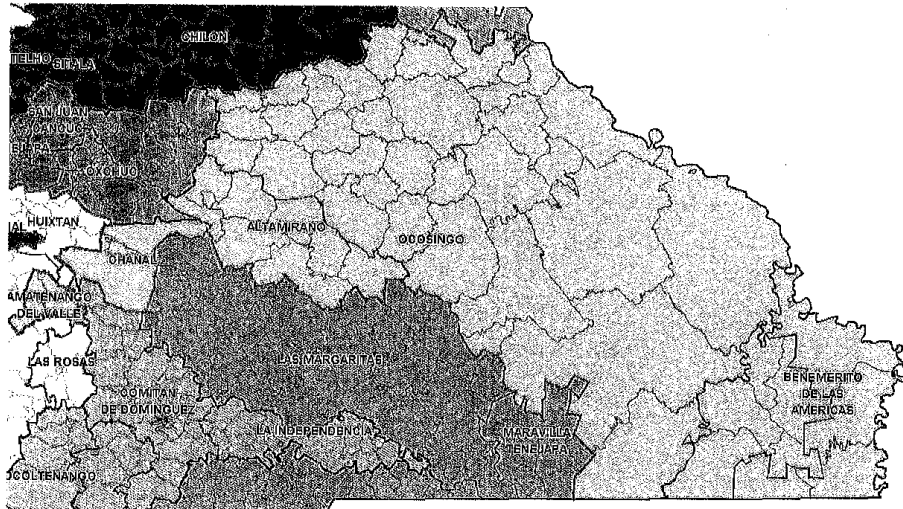 CHILON
TELHO
SITALA
SAN JUAN
CANCUC
OXCHUC
HUIXTAN
ALTAMIRANO
OCOSINGO
CHANAL
AMATENANGO
DEL VALLE
LAS ROSAS
LAS MARGARITAS
COMITAN
DE DOMINGUEZ
LA INDEPENDENCIA
MARAVILLA
TENEJAPA
BENEMERITO
DE LAS
AMERICAS
OCOLTENANGO